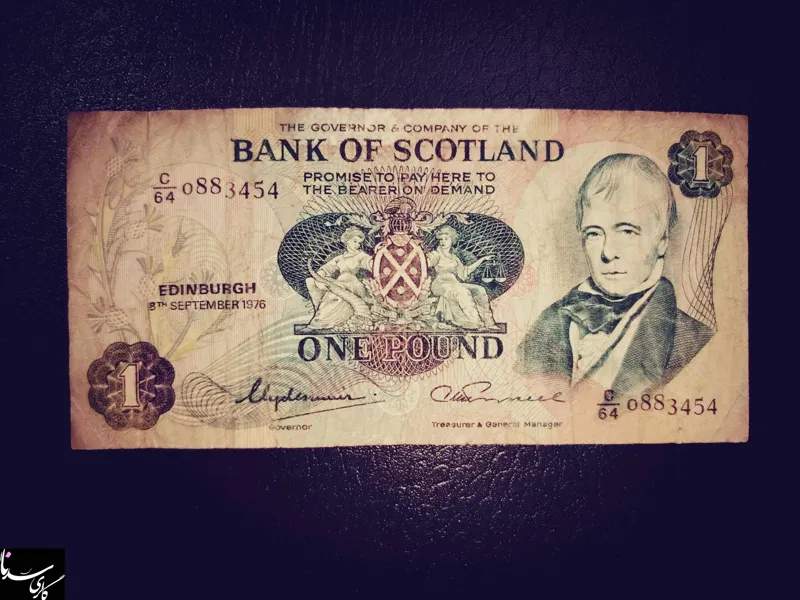 THE GOVERNOR & COMPANY OF THE
BANK OF SCOTLAND
PROMISE TO PAY HERE TO
THE BEARER ON DEMAND
1
C/64 0883454
EDINBURGH
8TH SEPTEMBER 1976
ONE POUND
1
Governor
Treasurer & General Manager
C/64 0883454